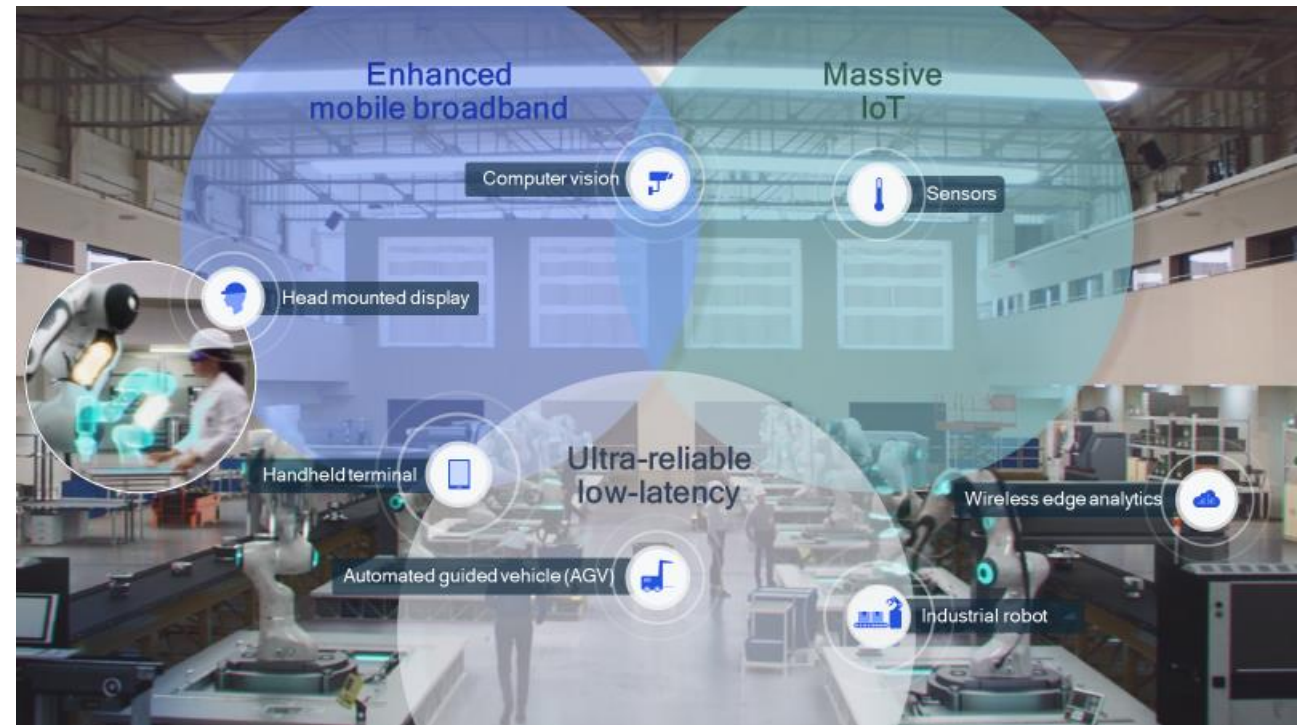 Enhanced
mobile broadband
Massive
IoT
Computer vision
Sensors
Head mounted display
Handheld terminal
Ultra-reliable
low-latency
Wireless edge analytics
Automated guided vehicle (AGV)
Industrial robot